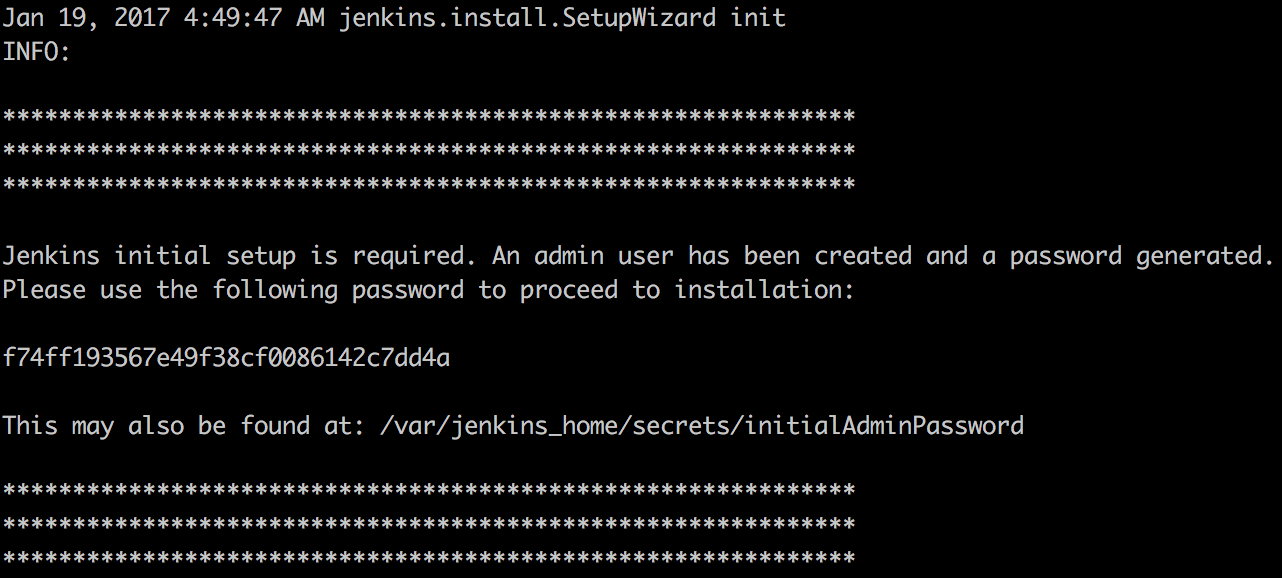 Jan 19, 2017 4:49:47 AM jenkins.install.SetupWizard init
INFO:
*************************************************************
*************************************************************
*************************************************************
Jenkins initial setup is required. An admin user has been created and a password generated.
Please use the following password to proceed to installation:
f74ff193567e49f38cf0086142c7dd4a
This may also be found at: /var/jenkins_home/secrets/initialAdminPassword
*************************************************************
*************************************************************
*************************************************************